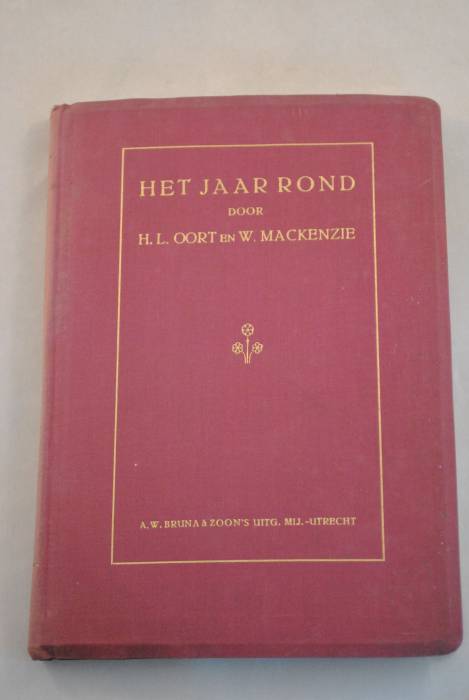 HET JAAR ROND
DOOR
H. L. OORT EN W. MACKENZIE
A. W. BRUNA & ZOON'S UITG. MIJ.-UTRECHT